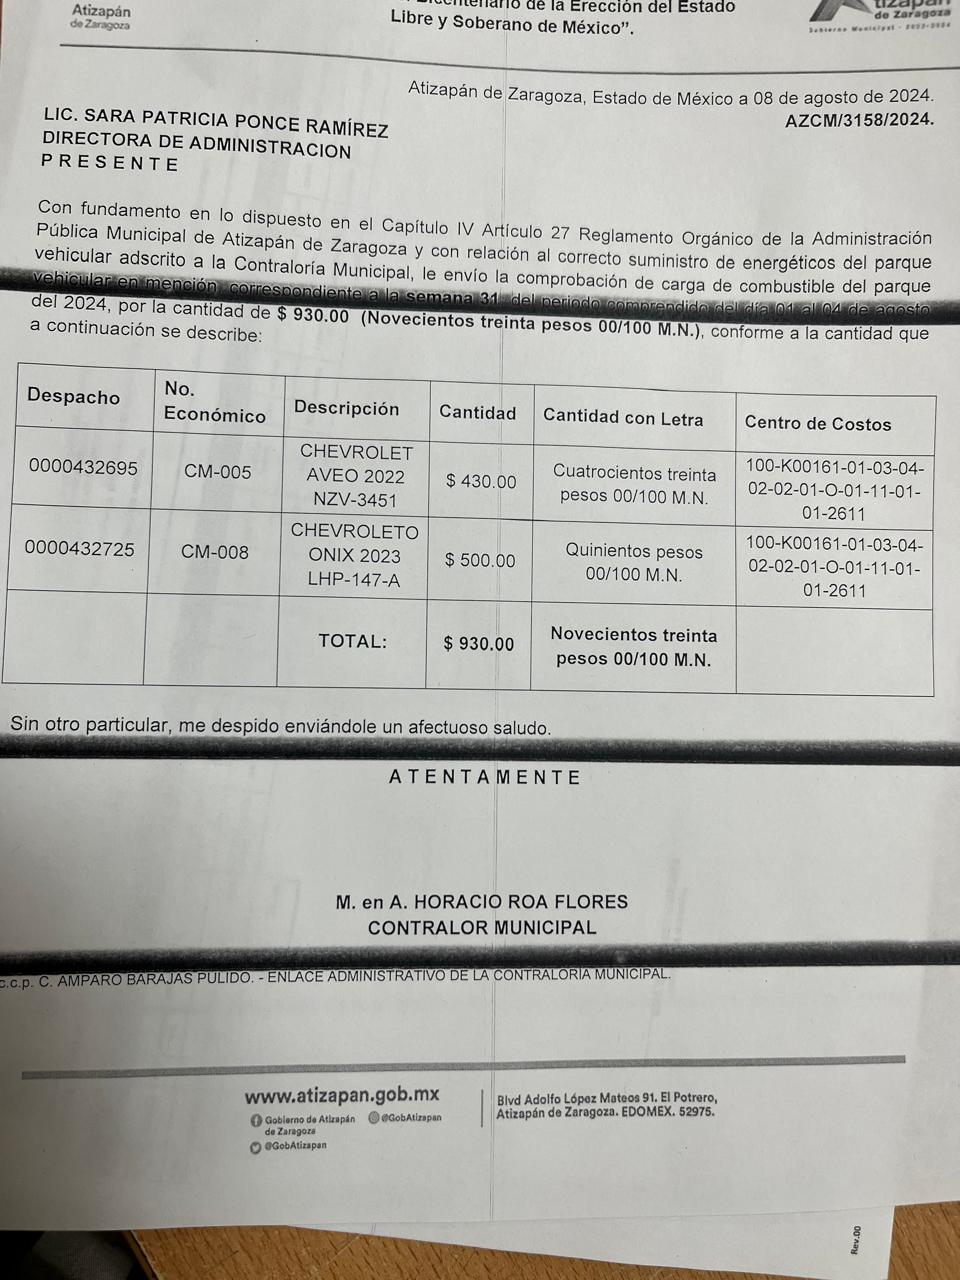 Atizapán
de Zaragoza
de la Erección del Estado
Libre y Soberano de México”.
de Zaragoza
Gobierno Municipal - 2022-2024
Atizapán de Zaragoza, Estado de México a 08 de agosto de 2024.
AZCM/3158/2024.
LIC. SARA PATRICIA PONCE RAMÍREZ
DIRECTORA DE ADMINISTRACION
P R E S E N T E
Con fundamento en lo dispuesto en el Capítulo IV Artículo 27 Reglamento Orgánico de la Administración
Pública Municipal de Atizapán de Zaragoza y con relación al correcto suministro de energéticos del parque
vehicular adscrito a la Contraloría Municipal, le envío la comprobación de carga de combustible del parque
vehicular en mención, correspondiente a la semana 31, del periodo comprendido del día 01 al 04 de agosto
del 2024, por la cantidad de $ 930.00 (Novecientos treinta pesos 00/100 M.N.), conforme a la cantidad que
a continuación se describe:
Despacho
No.
Económico
Descripción
Cantidad
Cantidad con Letra
Centro de Costos
0000432695
CM-005
CHEVROLET
AVEO 2022
NZV-3451
$ 430.00
Cuatrocientos treinta
pesos 00/100 M.N.
100-K00161-01-03-04-
02-02-01-O-01-11-01-
01-2611
0000432725
CM-008
CHEVROLETO
ONIX 2023
LHP-147-A
$ 500.00
Quinientos pesos
00/100 M.N.
100-K00161-01-03-04-
02-02-01-O-01-11-01-
01-2611
TOTAL:
$ 930.00
Novecientos treinta
pesos 00/100 M.N.
Sin otro particular, me despido enviándole un afectuoso saludo.
A T E N T A M E N T E
M. en A. HORACIO ROA FLORES
CONTRALOR MUNICIPAL
c.c.p. C. AMPARO BARAJAS PULIDO. - ENLACE ADMINISTRATIVO DE LA CONTRALORÍA MUNICIPAL.
www.atizapan.gob.mx
Gobierno de Atizapán
de Zaragoza
@GobAtizapan
@GobAtizapan
Blvd Adolfo López Mateos 91. El Potrero,
Atizapán de Zaragoza. EDOMEX. 52975.
Rev.00